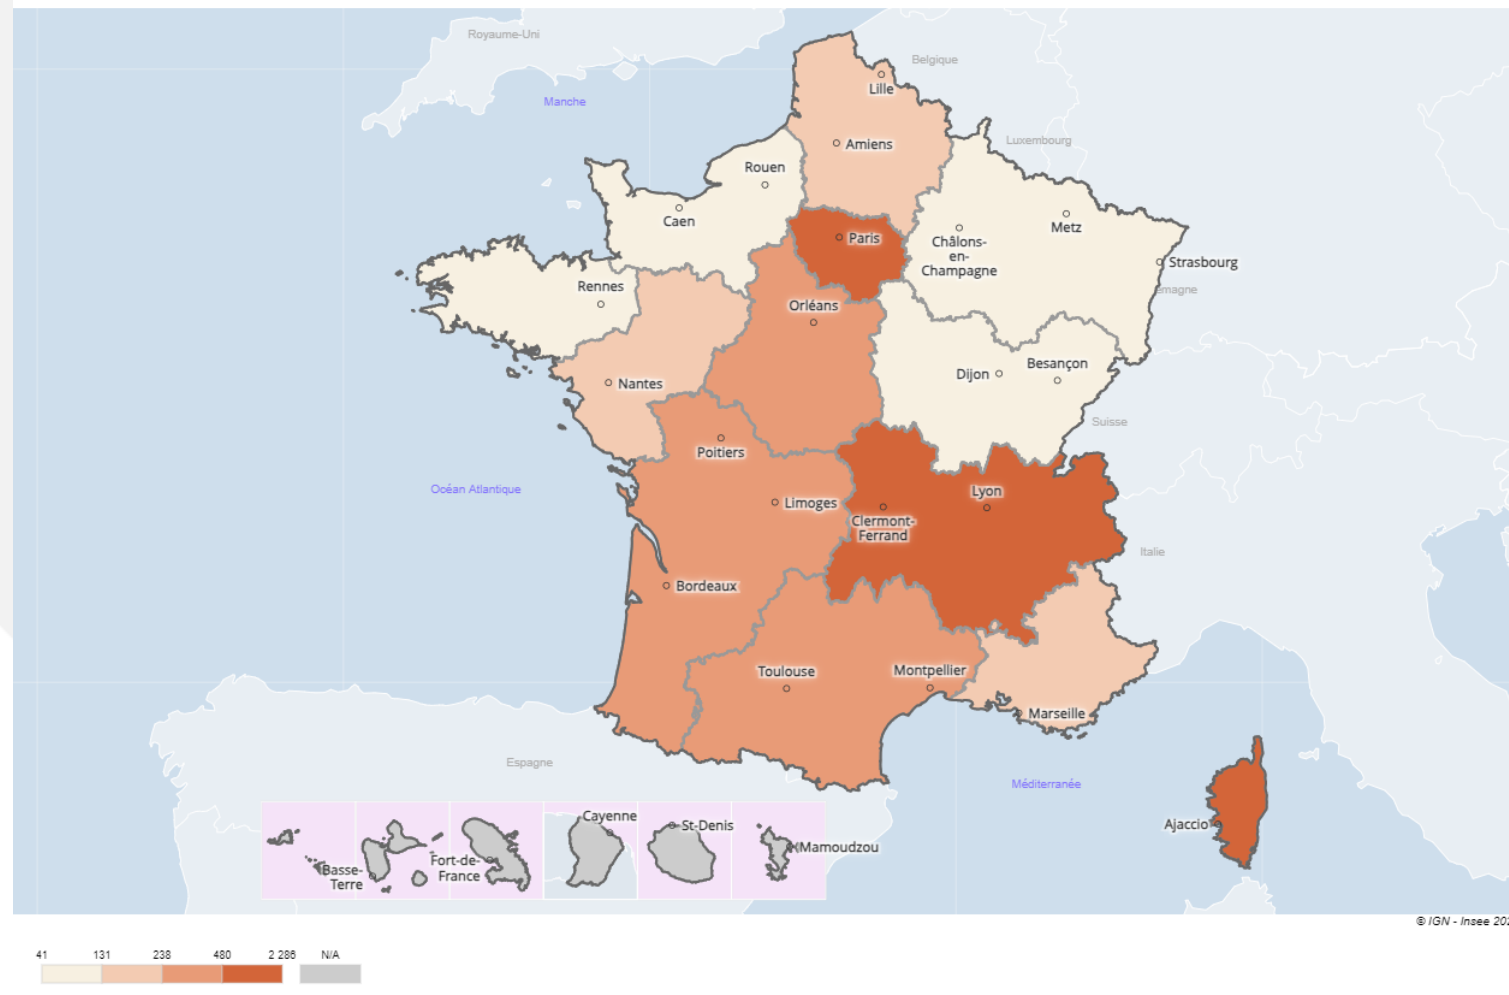 Royaume-Uni
Belgique
Lille
Manche
Luxembourg
Amiens
Rouen
Caen
Metz
Paris
Châlons-
en-
Champagne
Strasbourg
emagne
Rennes
Orléans
Besançon
Dijon
Nantes
Suisse
Poitiers
Océan Atlantique
Lyon
Limoges
Clermont-
Ferrand
Italie
Bordeaux
Toulouse
Montpellier
Marseille
Espagne
Méditerranée
Ajaccio
Cayenne
St-Denis
Mamoudzou
Basse-
Terre
Fort-de-
France
© IGN - Insee 202
41 131 238 480 2 286 N/A